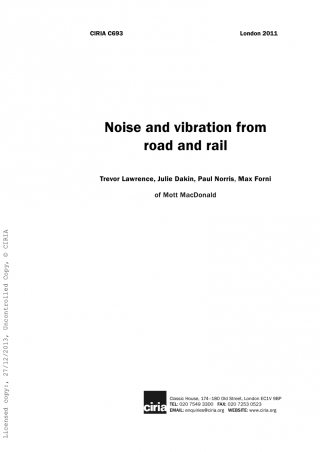 CIRIA C693 London 2011
Noise and vibration from
road and rail
Trevor Lawrence, Julie Dakin, Paul Norris, Max Forni
of Mott MacDonald
Licensed copy:, 27/12/2013, Uncontrolled Copy, © CIRIA
ciria
Classic House, 174–180 Old Street, London EC1V 9BP
TEL: 020 7549 3300 FAX: 020 7253 0523
EMAIL: enquiries@ciria.org WEBSITE: www.ciria.org